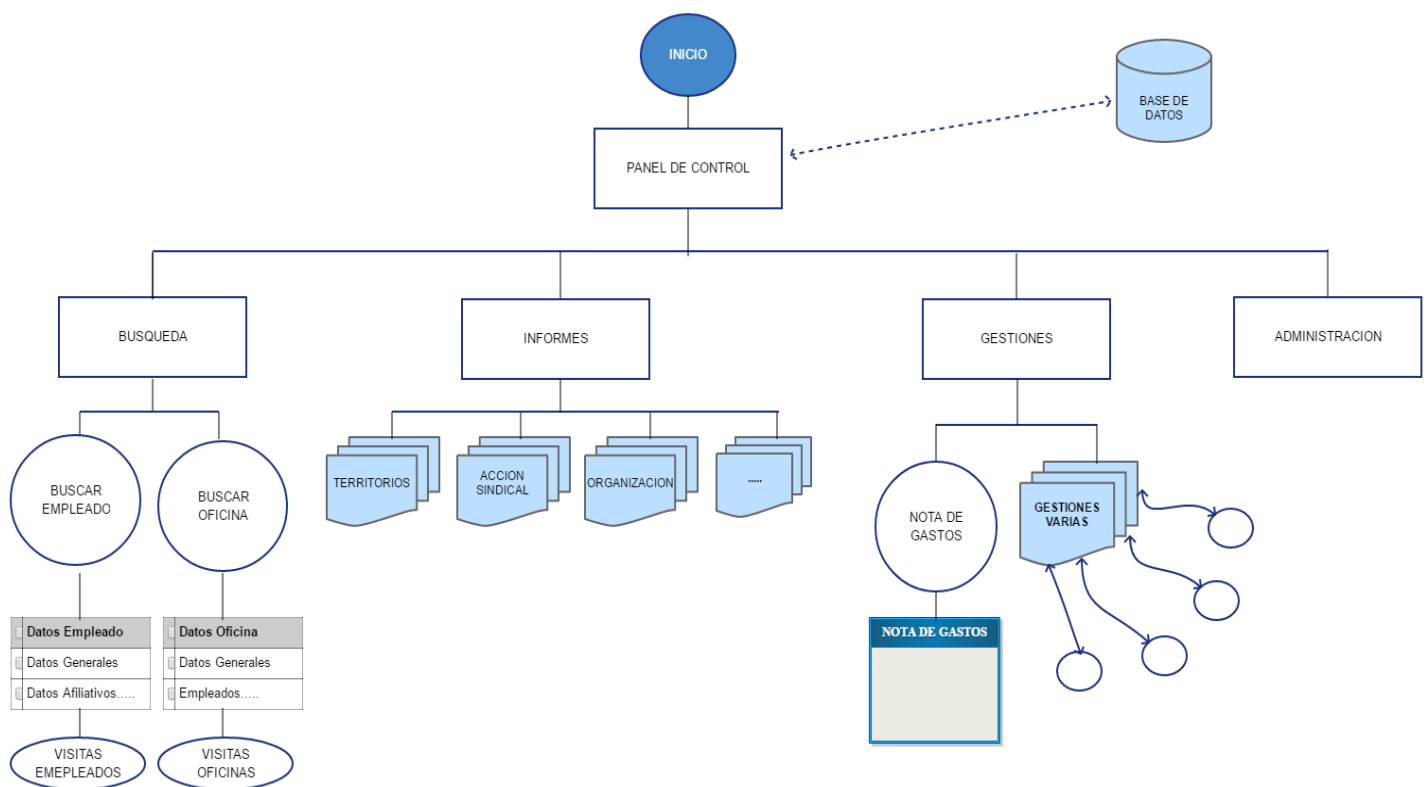 INICIO
BASE DE
DATOS
PANEL DE CONTROL
BUSQUEDA
INFORMES
GESTIONES
ADMINISTRACION
BUSCAR
EMPLEADO
BUSCAR
OFICINA
TERRITORIOS
ACCION
SINDICAL
ORGANIZACION
.....
NOTA DE
GASTOS
GESTIONES
VARIAS
Datos Empleado
Datos Generales
Datos Afiliativos.....
Datos Oficina
Datos Generales
Empleados.....
NOTA DE GASTOS
VISITAS
EMEPLEADOS
VISITAS
OFICINAS